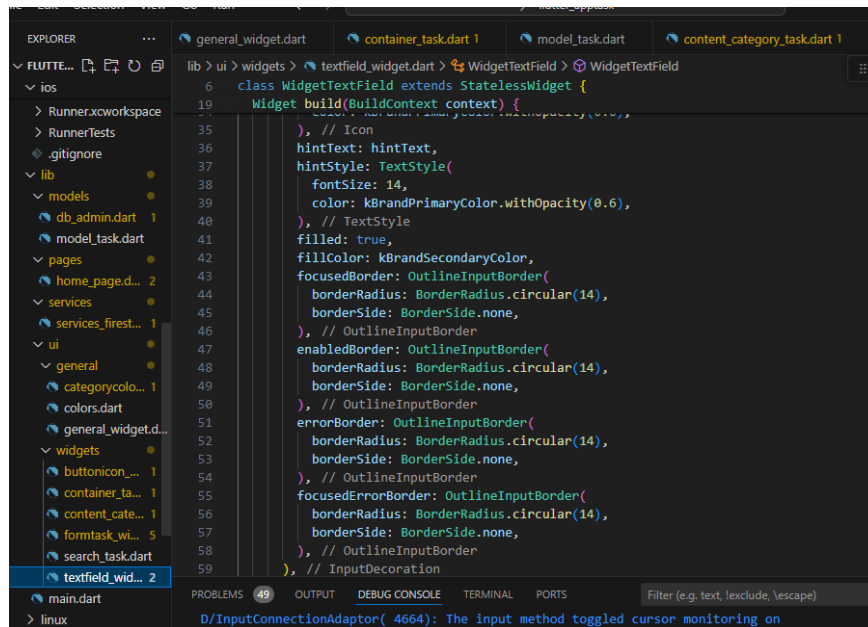 flutter_apptask
EXPLORER
...
general_widget.dart
container_task.dart 1
model_task.dart
content_category_task.dart 1
FLUTTE...
lib > ui > widgets > textfield_widget.dart > WidgetTextField > WidgetTextField
ios
Runner.xcworkspace
RunnerTests
.gitignore
lib
models
db_admin.dart 1
model_task.dart
pages
home_page.d... 2
services
services_firest... 1
ui
general
categorycolo... 1
colors.dart
general_widget.d...
widgets
buttonicon_... 1
container_ta... 1
content_cate... 1
formtask_wi... 5
search_task.dart
textfield_wid... 2
main.dart
linux
6 class WidgetTextField extends StatelessWidget {
19 Widget build(BuildContext context) {
color: kBrandPrimaryColor.withOpacity(0.6),
35 ), // Icon
36 hintText: hintText,
37 hintStyle: TextStyle(
38 fontSize: 14,
39 color: kBrandPrimaryColor.withOpacity(0.6),
40 ), // TextStyle
41 filled: true,
42 fillColor: kBrandSecondaryColor,
43 focusedBorder: OutlineInputBorder(
44 borderRadius: BorderRadius.circular(14),
45 borderSide: BorderSide.none,
46 ), // OutlineInputBorder
47 enabledBorder: OutlineInputBorder(
48 borderRadius: BorderRadius.circular(14),
49 borderSide: BorderSide.none,
50 ), // OutlineInputBorder
51 errorBorder: OutlineInputBorder(
52 borderRadius: BorderRadius.circular(14),
53 borderSide: BorderSide.none,
54 ), // OutlineInputBorder
55 focusedErrorBorder: OutlineInputBorder(
56 borderRadius: BorderRadius.circular(14),
57 borderSide: BorderSide.none,
58 ), // OutlineInputBorder
59 ), // InputDecoration
PROBLEMS 49 OUTPUT DEBUG CONSOLE TERMINAL PORTS
Filter (e.g. text, !exclude, \escape)
D/InputConnectionAdaptor( 4664): The input method toggled cursor monitoring on